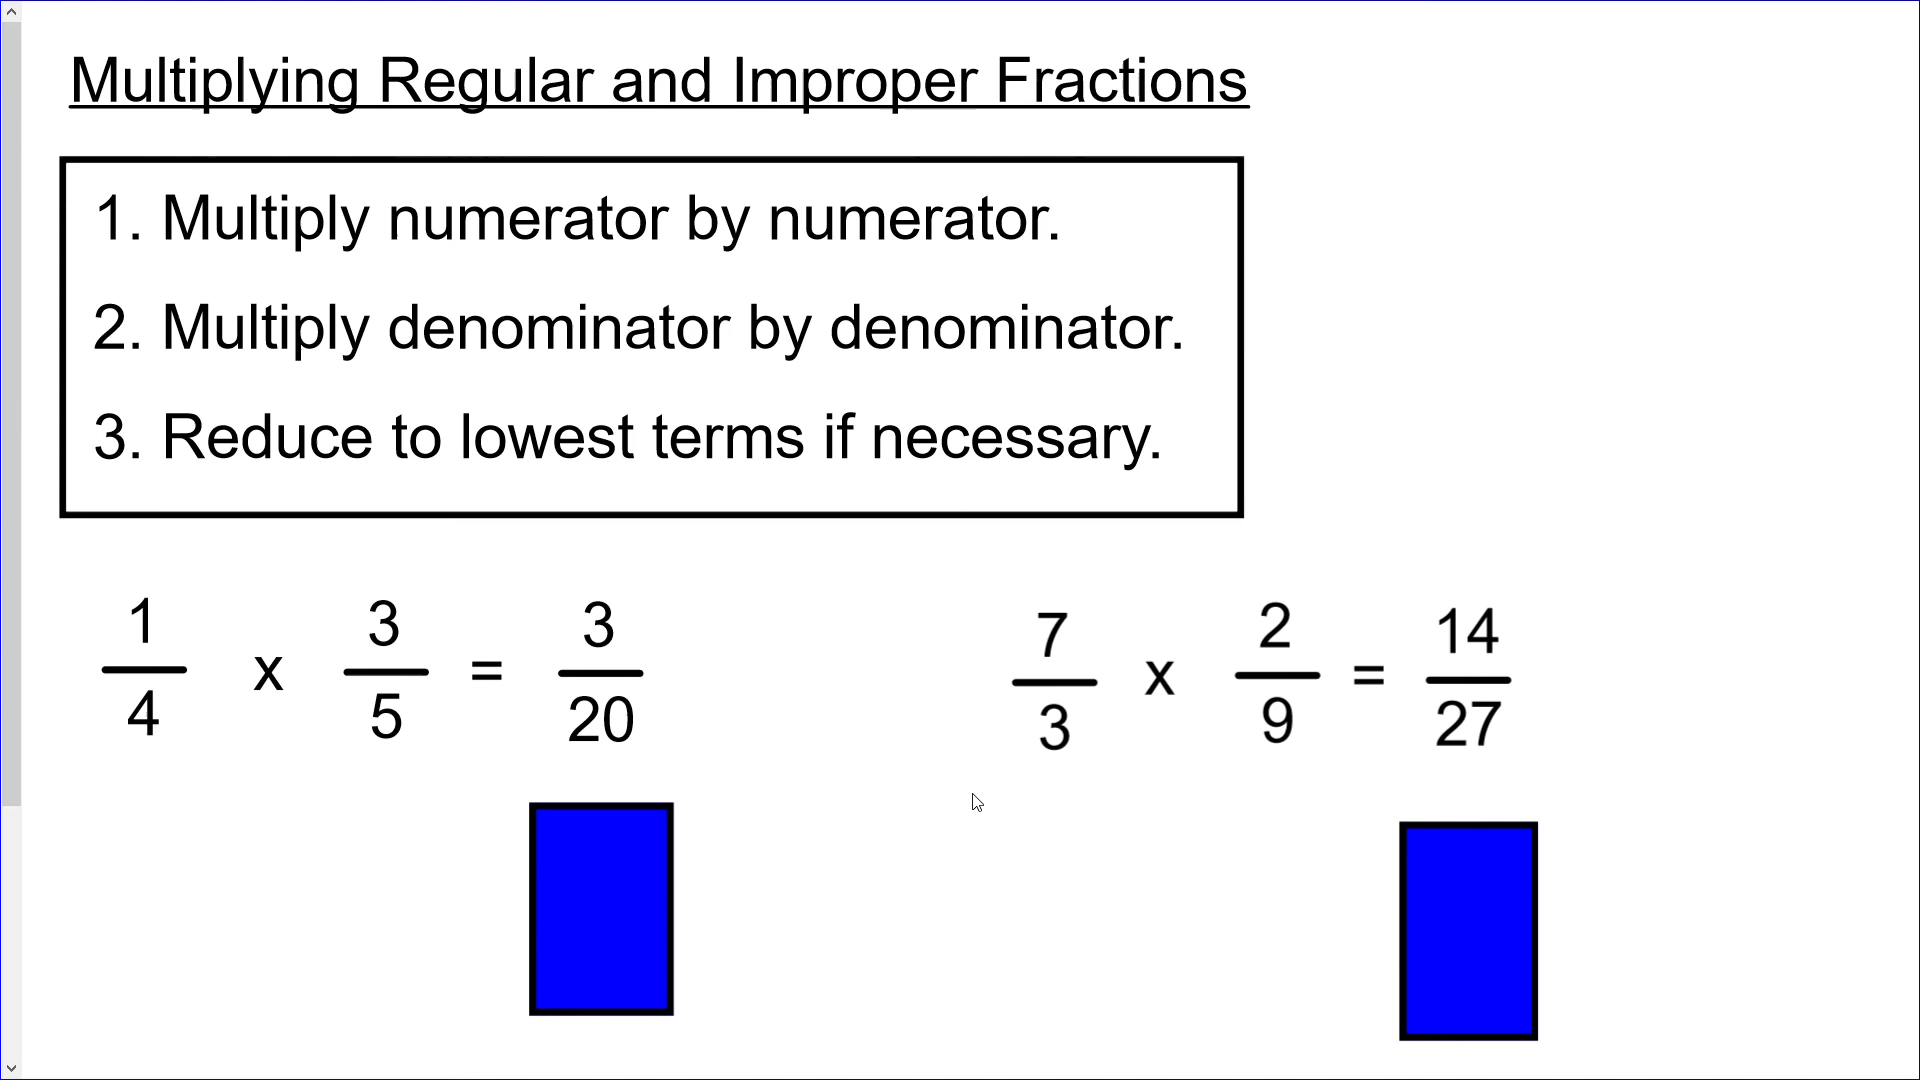 Multiplying Regular and Improper Fractions
1. Multiply numerator by numerator.
2. Multiply denominator by denominator.
3. Reduce to lowest terms if necessary.
1/4 x 3/5 = 3/20
7/3 x 2/9 = 14/27